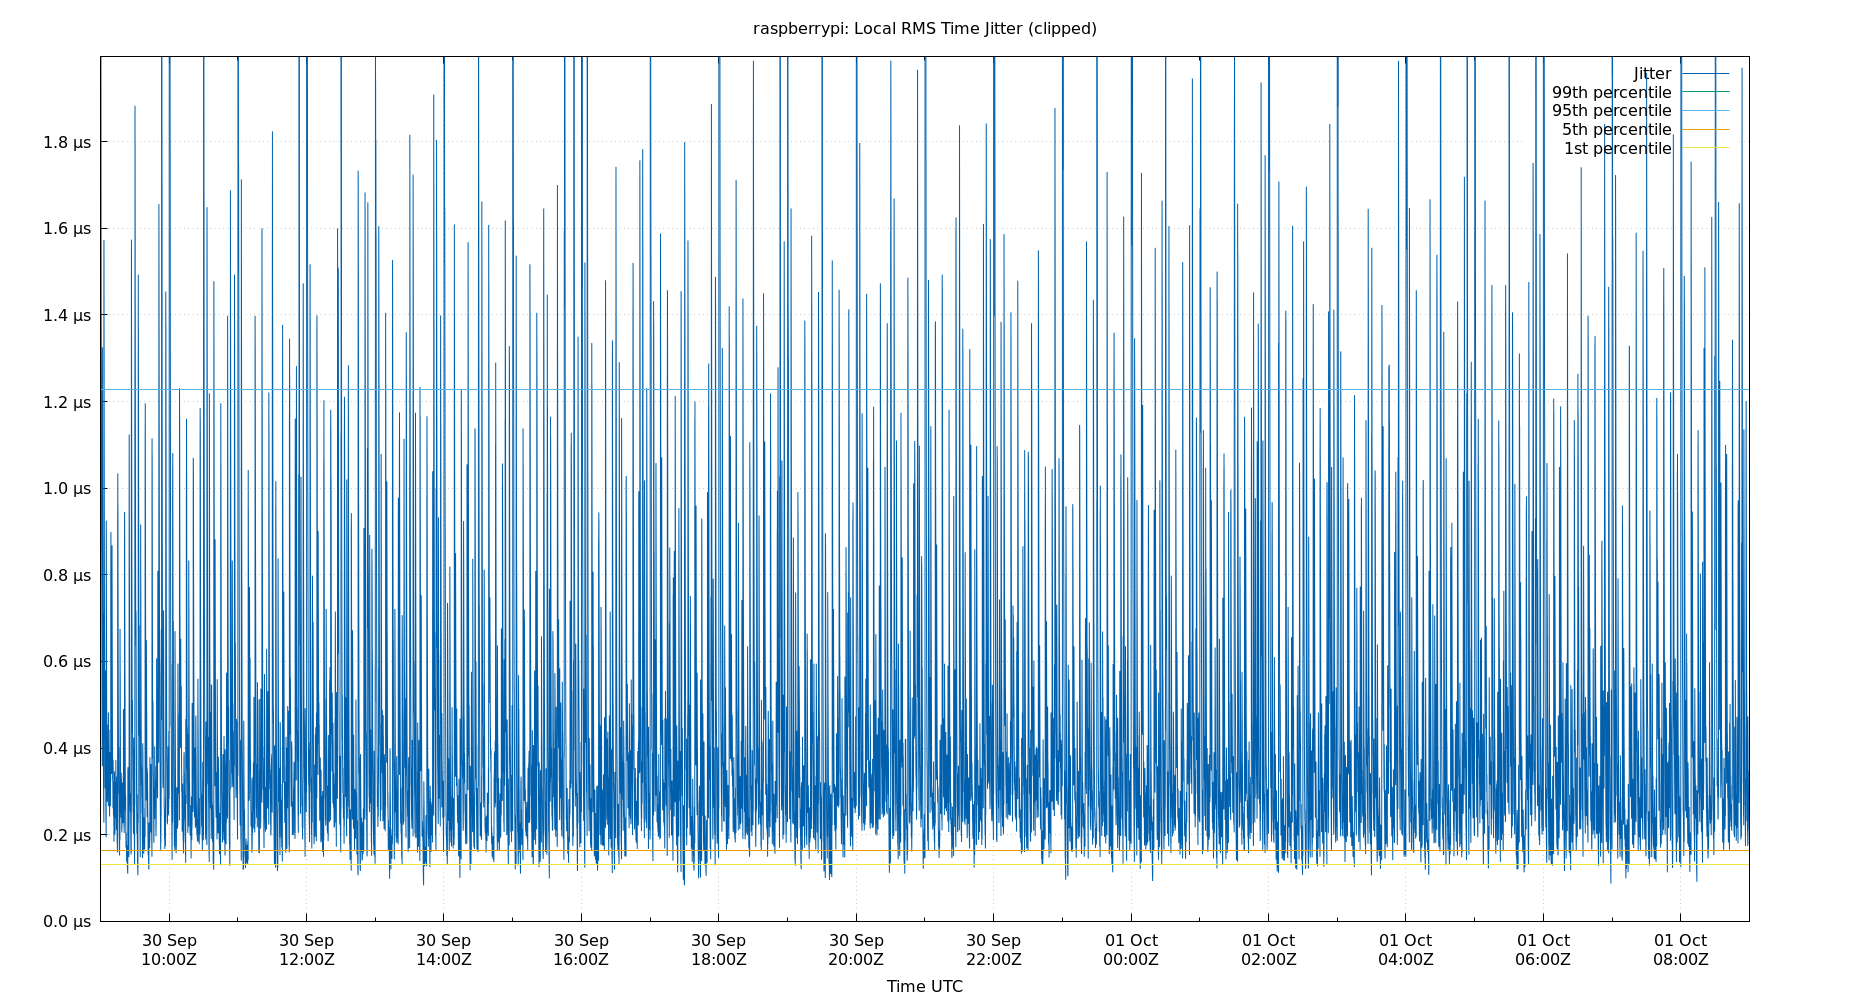 raspberrypi: Local RMS Time Jitter (clipped)
Jitter
99th percentile
95th percentile
5th percentile
1st percentile
1.8 µs
1.6 µs
1.4 µs
1.2 µs
1.0 µs
0.8 µs
0.6 µs
0.4 µs
0.2 µs
0.0 µs
30 Sep 30 Sep 30 Sep 30 Sep 30 Sep 30 Sep 30 Sep 01 Oct 01 Oct 01 Oct 01 Oct 01 Oct
10:00Z 12:00Z 14:00Z 16:00Z 18:00Z 20:00Z 22:00Z 00:00Z 02:00Z 04:00Z 06:00Z 08:00Z
Time UTC